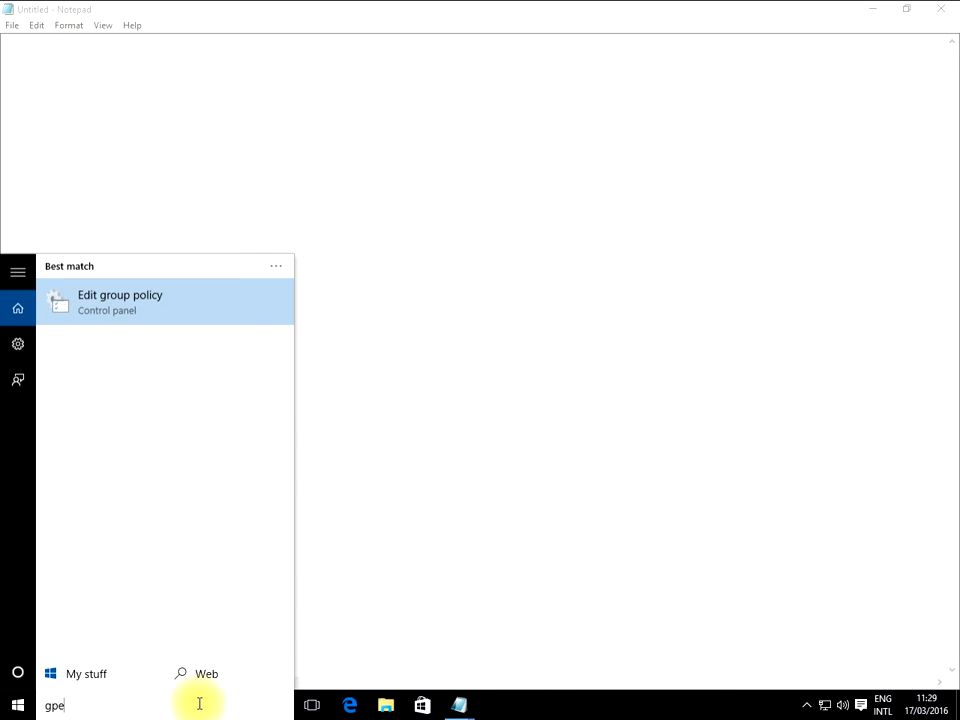 Untitled - Notepad
File Edit Format View Help
Best match ...
Edit group policy
Control panel
My stuff Web
gpe
ENG 11:29
INTL 17/03/2016